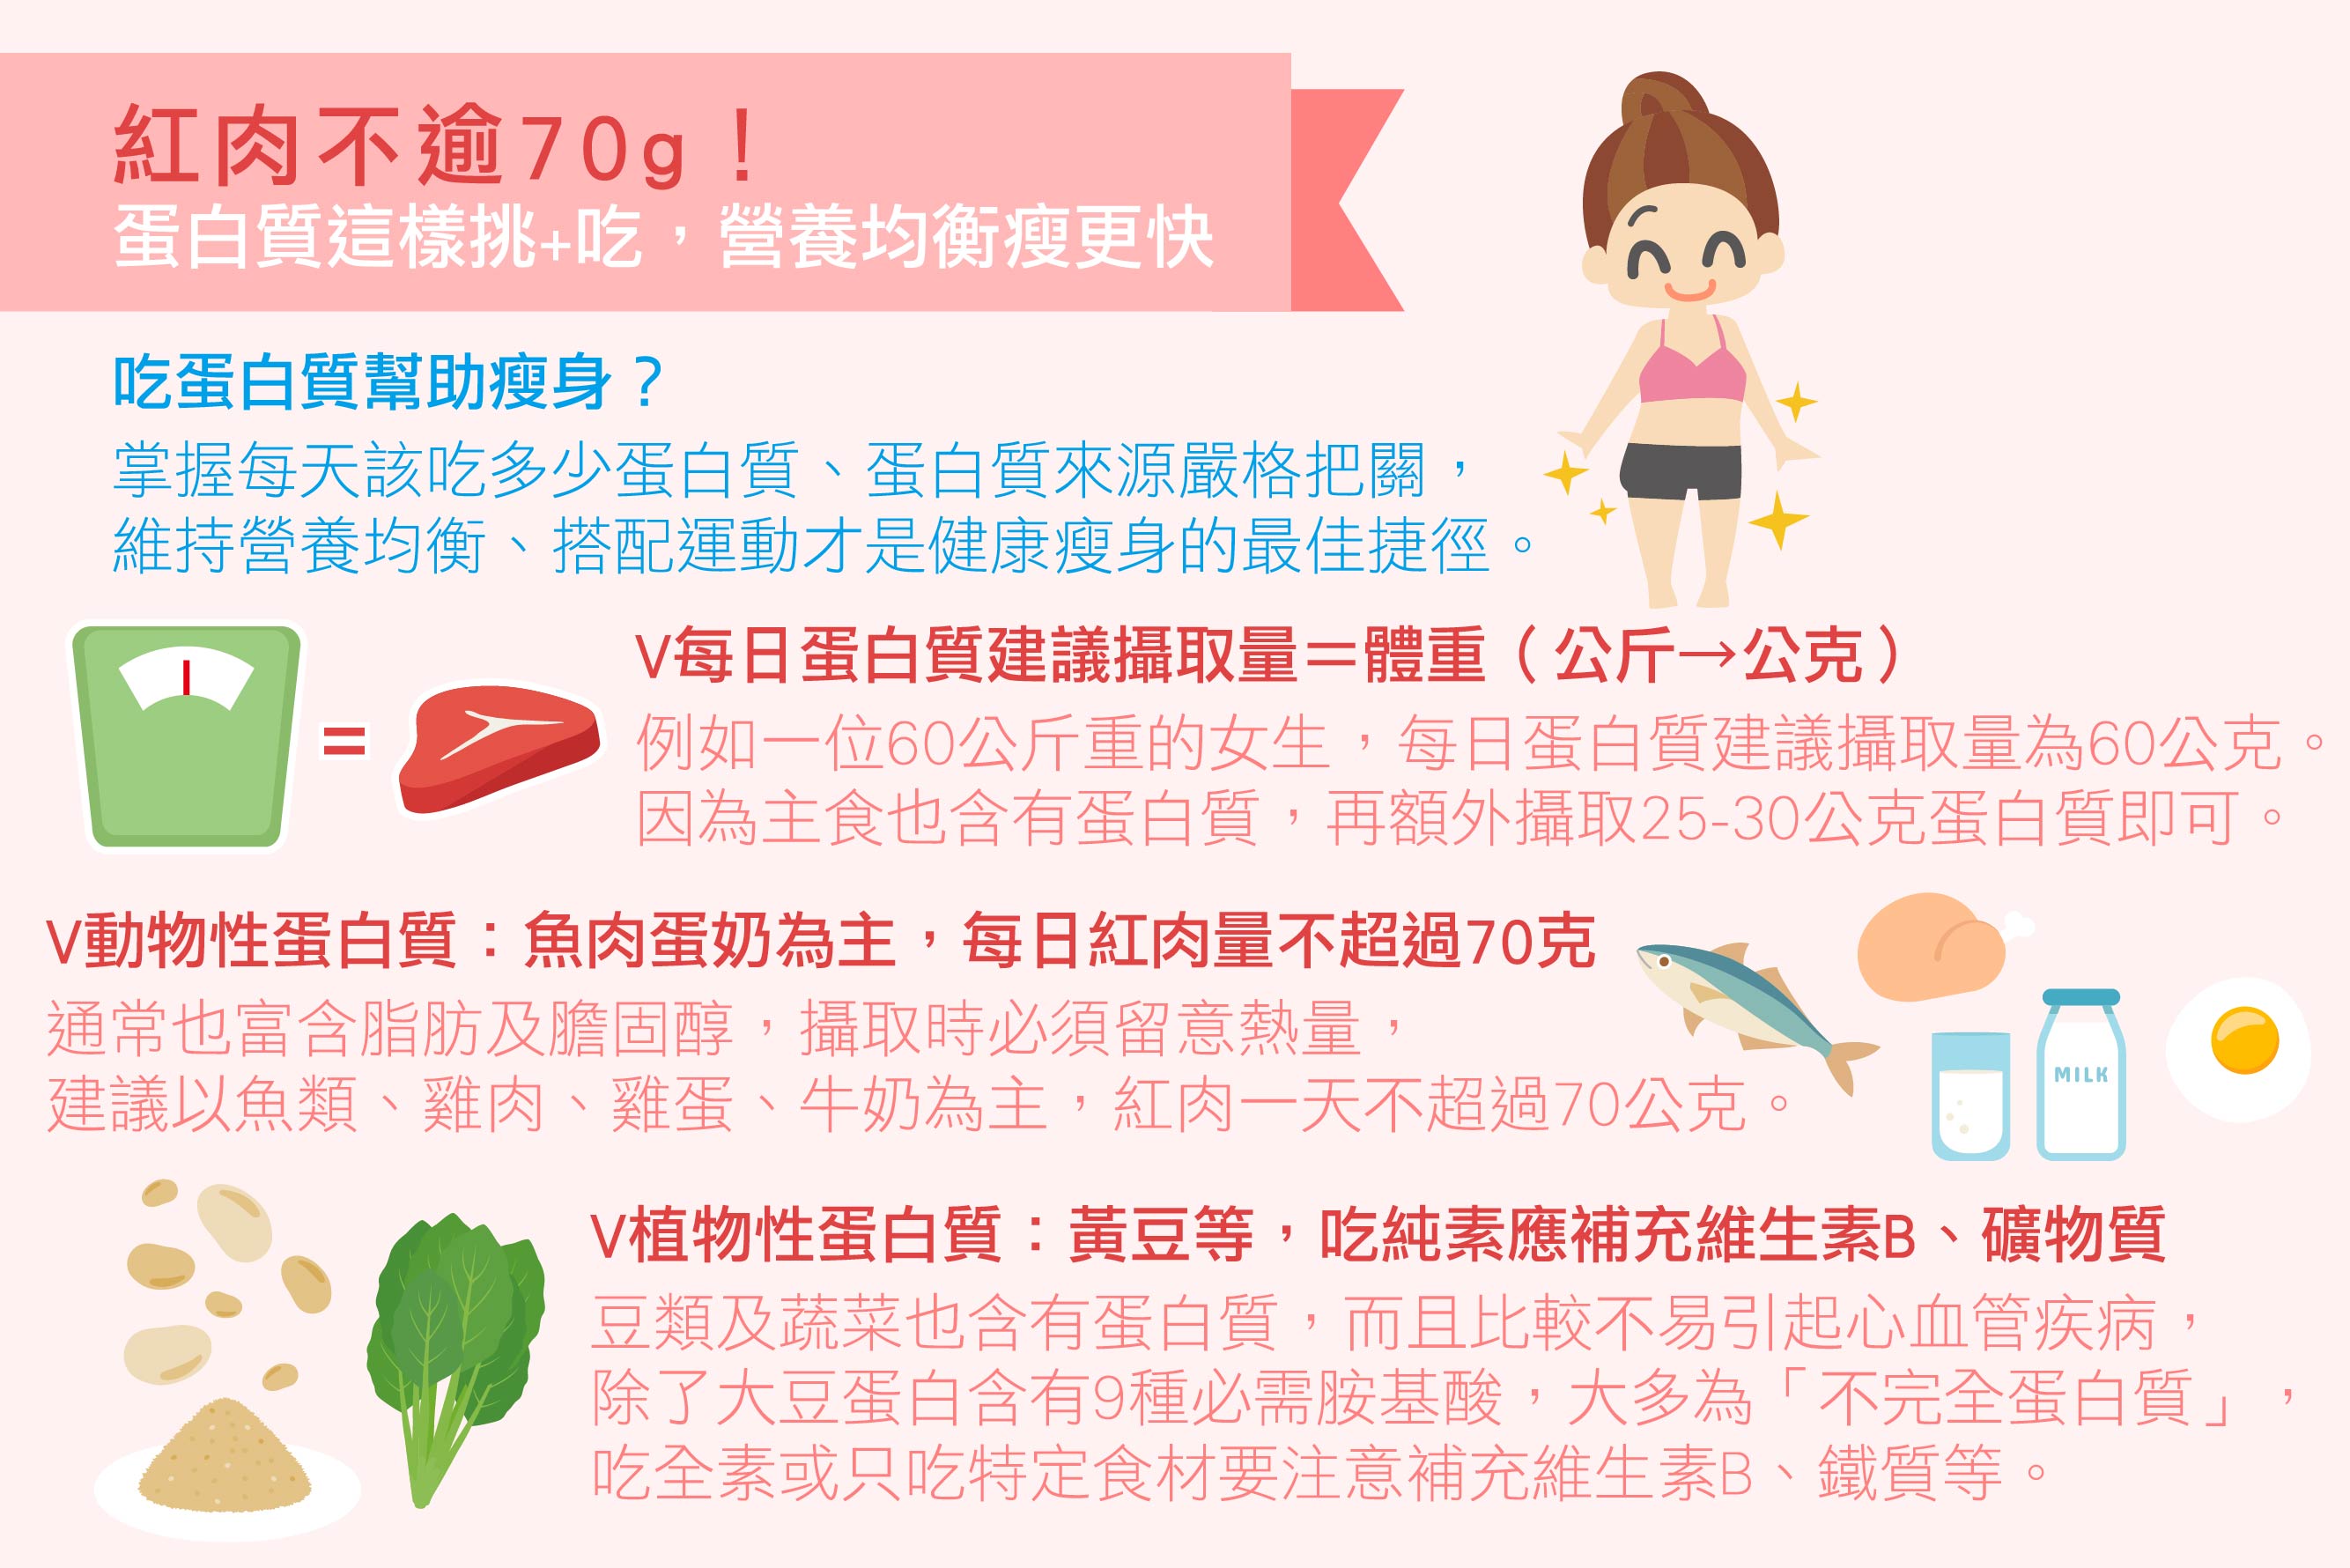 紅肉不逾70g！
蛋白質這樣挑+吃，營養均衡瘦更快
吃蛋白質幫助瘦身？
掌握每天該吃多少蛋白質、蛋白質來源嚴格把關，
維持營養均衡、搭配運動才是健康瘦身的最佳捷徑。
V每日蛋白質建議攝取量＝體重（公斤→公克）
例如一位60公斤重的女生，每日蛋白質建議攝取量為60公克。
因為主食也含有蛋白質，再額外攝取25-30公克蛋白質即可。
V動物性蛋白質：魚肉蛋奶為主，每日紅肉量不超過70克
通常也富含脂肪及膽固醇，攝取時必須留意熱量，
建議以魚類、雞肉、雞蛋、牛奶為主，紅肉一天不超過70公克。
MILK
V植物性蛋白質：黃豆等，吃純素應補充維生素B、礦物質
豆類及蔬菜也含有蛋白質，而且比較不易引起心血管疾病，
除了大豆蛋白含有9種必需胺基酸，大多為「不完全蛋白質」，
吃全素或只吃特定食材要注意補充維生素B、鐵質等。